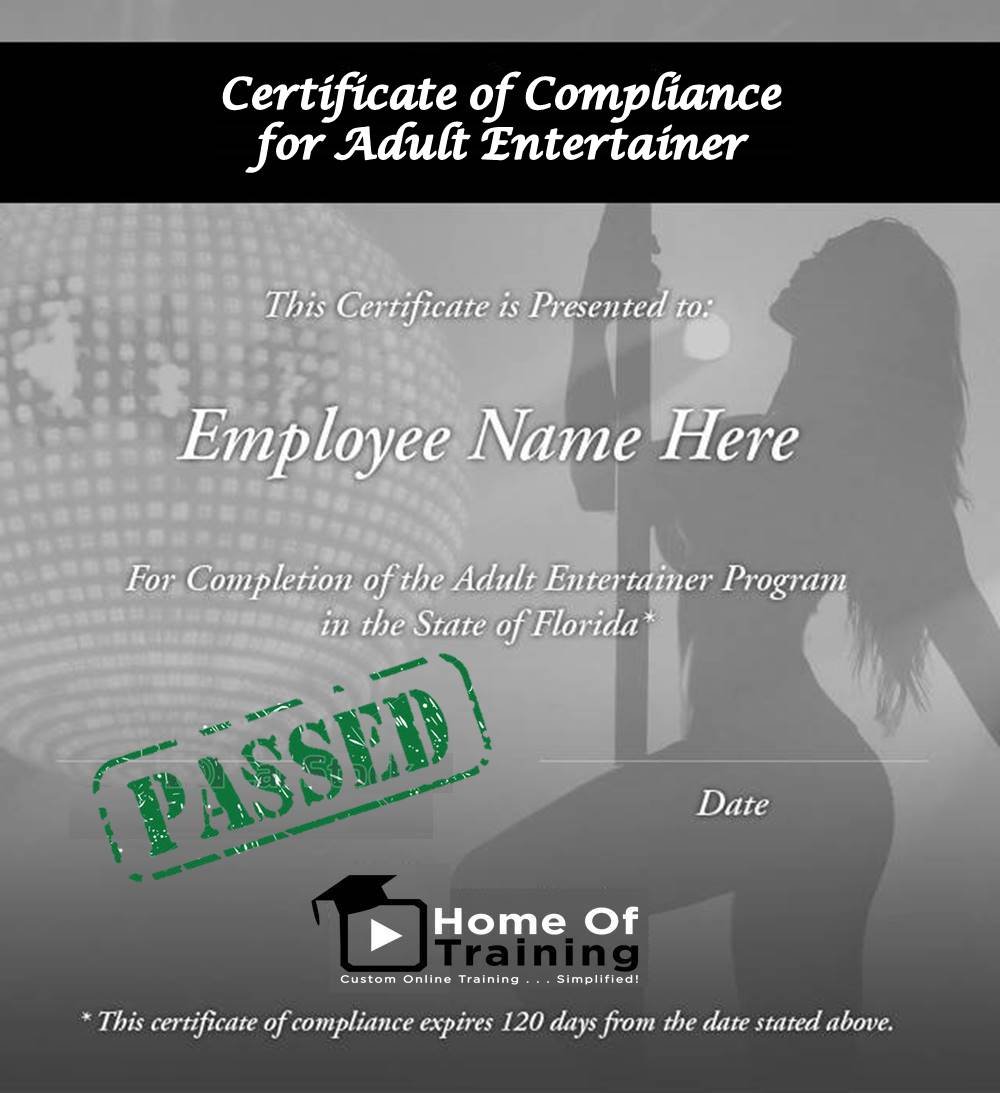 Certificate of Compliance
for Adult Entertainer
This Certificate is Presented to:
Employee Name Here
For Completion of the Adult Entertainer Program
in the State of Florida*
PASSED
Date
Home Of
Training
Custom Online Training . . . Simplified!
* This certificate of compliance expires 120 days from the date stated above.